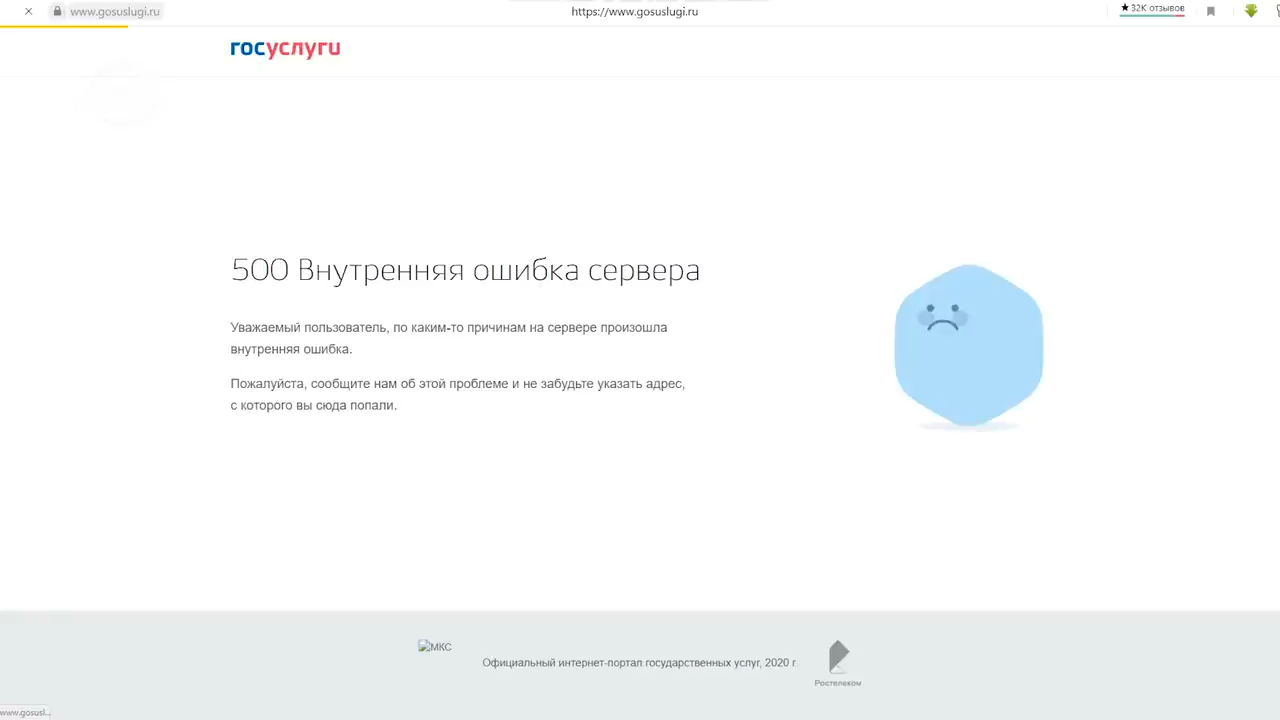 www.gosuslugi.ru
https://www.gosuslugi.ru
★32K отзывов
госуслуги
500 Внутренняя ошибка сервера
Уважаемый пользователь, по каким-то причинам на сервере произошла
внутренняя ошибка.
Пожалуйста, сообщите нам об этой проблеме и не забудьте указать адрес,
с которого вы сюда попали.
МКС
Официальный интернет-портал государственных услуг, 2020 г.
Ростелеком
www.gosusl...